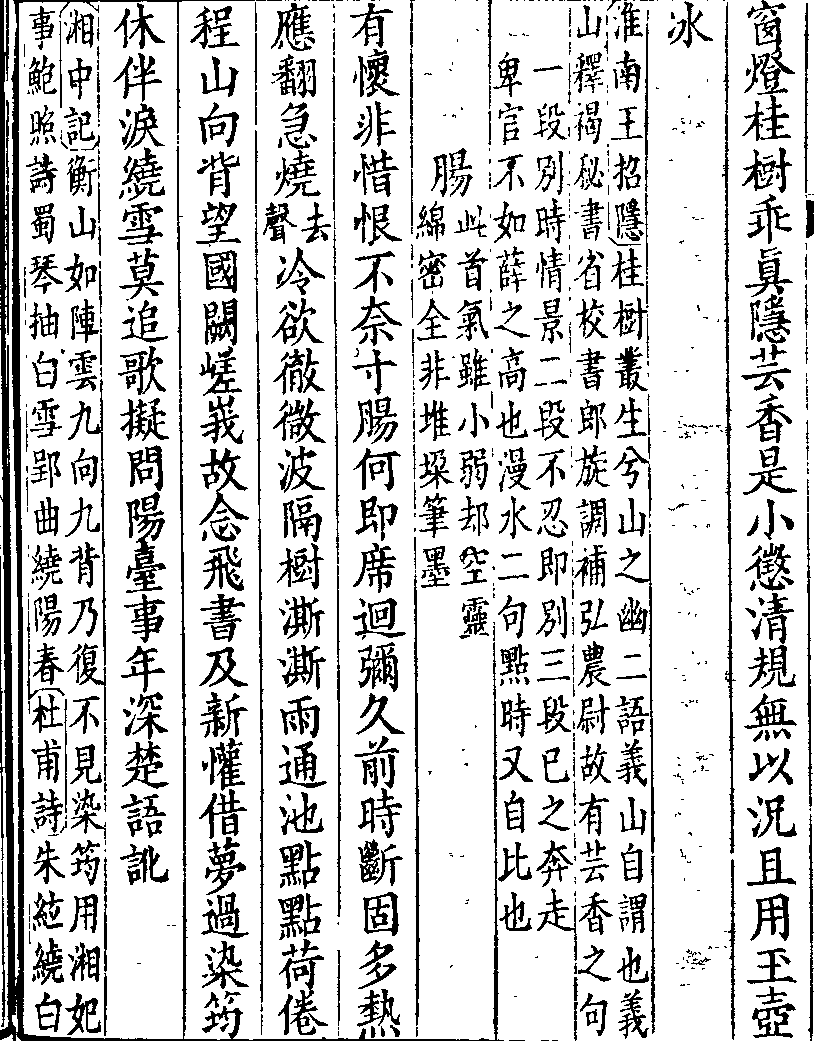 窗燈桂樹乖眞隱芸香是小懲清規無以況且用玉壺
冰
淮南王招隱桂樹叢生兮山之幽二語義山自謂也義
山釋褐秘書省校書郎旋調補弘農尉故有芸香之句
一段別時情景二段不忍即別三段已之奔走
卑官不如薛之高也漫水二句點時又自比也
腸
此首氣雖小弱却空靈
綿密全非堆垜筆墨
有懷非惜恨不奈寸腸何即席迴彌久前時斷固多熱
應翻急燒去聲冷欲徹微波隔樹澌澌雨通池點點荷倦
程山向背望國闕嵯峩故念飛書及新懽借夢過染筠
休伴淚繞雪莫追歌擬問陽臺事年深楚語訛
湘中記衡山如陣雲九向九背乃復不見染筠用湘妃
事鮑照詩蜀琴抽白雪郢曲繞陽春杜甫詩朱絃繞白